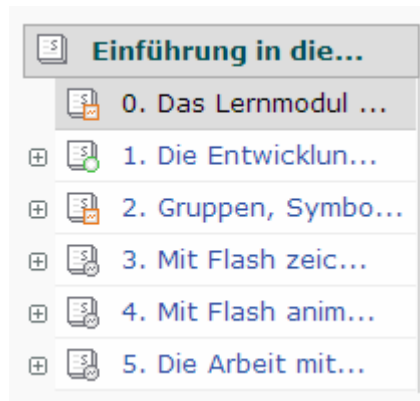 Einführung in die...
0. Das Lernmodul ...
1. Die Entwicklun...
2. Gruppen, Symbo...
3. Mit Flash zeic...
4. Mit Flash anim...
5. Die Arbeit mit...